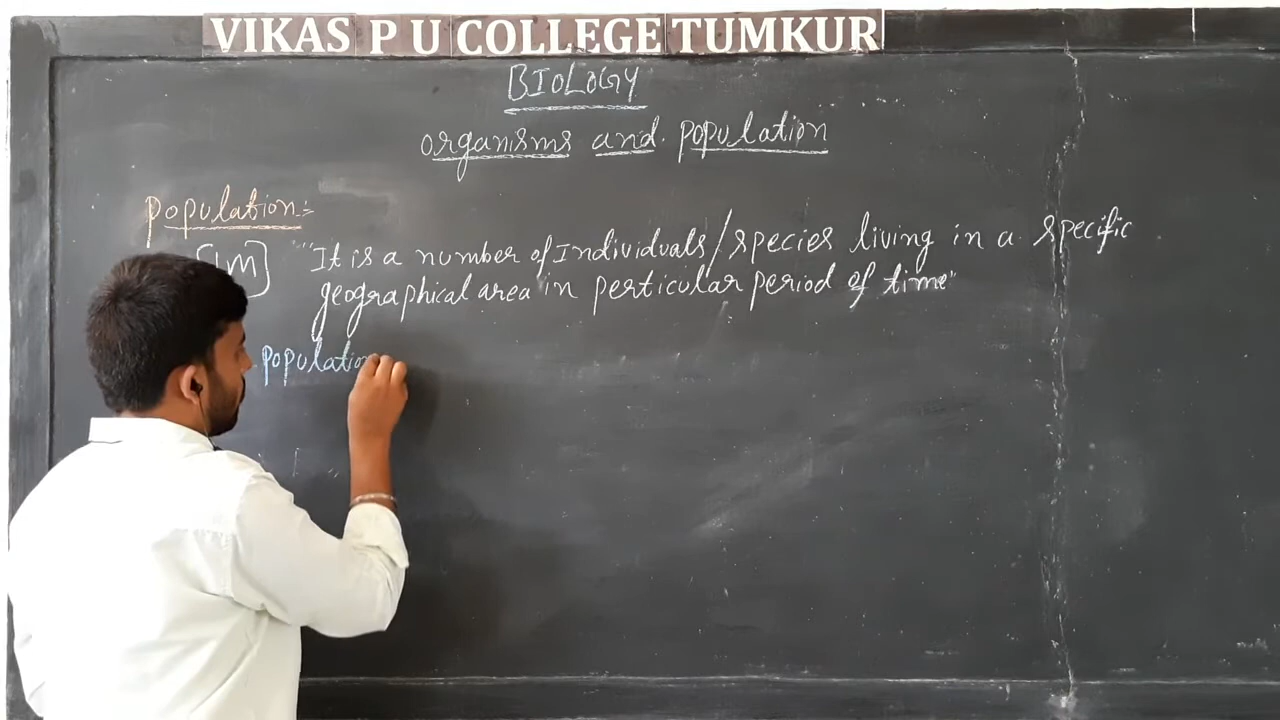 VIKAS P U COLLEGE TUMKUR
BIOLOGY
organisms and population
population:-
[1M] "It is a number of Individuals/species living in a specific
geographical area in perticular period of time"
population